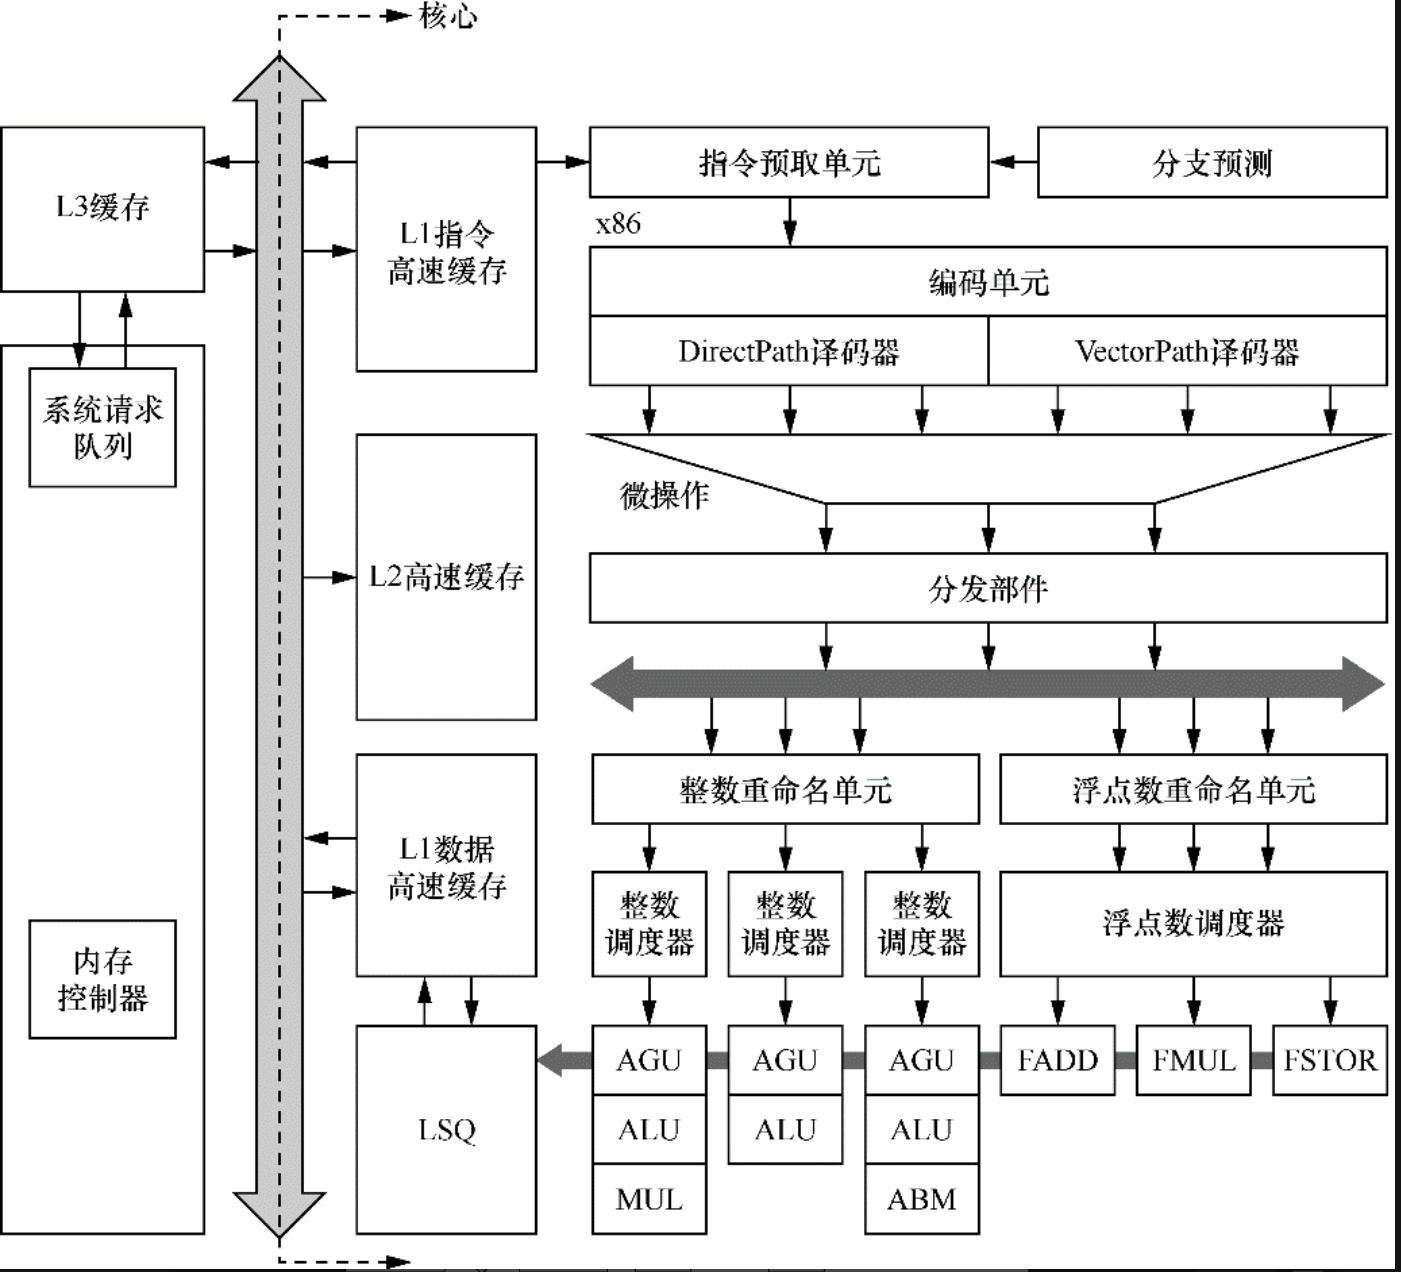 核心
L3缓存
L1指令
高速缓存
指令预取单元
分支预测
x86
编码单元
DirectPath译码器
VectorPath译码器
系统请求
队列
微操作
L2高速缓存
分发部件
整数重命名单元
浮点数重命名单元
L1数据
高速缓存
整数
调度器
整数
调度器
整数
调度器
浮点数调度器
内存
控制器
LSQ
AGU
AGU
AGU
FADD
FMUL
FSTOR
ALU
ALU
ALU
MUL
ABM